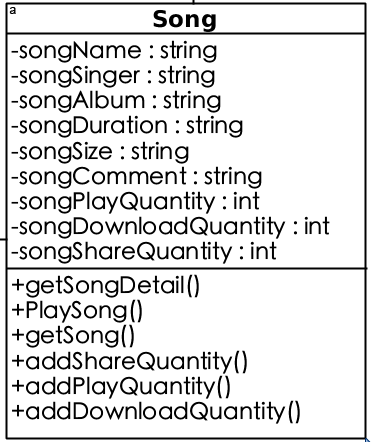 a
Song
-songName : string
-songSinger : string
-songAlbum : string
-songDuration : string
-songSize : string
-songComment : string
-songPlayQuantity : int
-songDownloadQuantity : int
-songShareQuantity : int
+getSongDetail()
+PlaySong()
+getSong()
+addShareQuantity()
+addPlayQuantity()
+addDownloadQuantity()